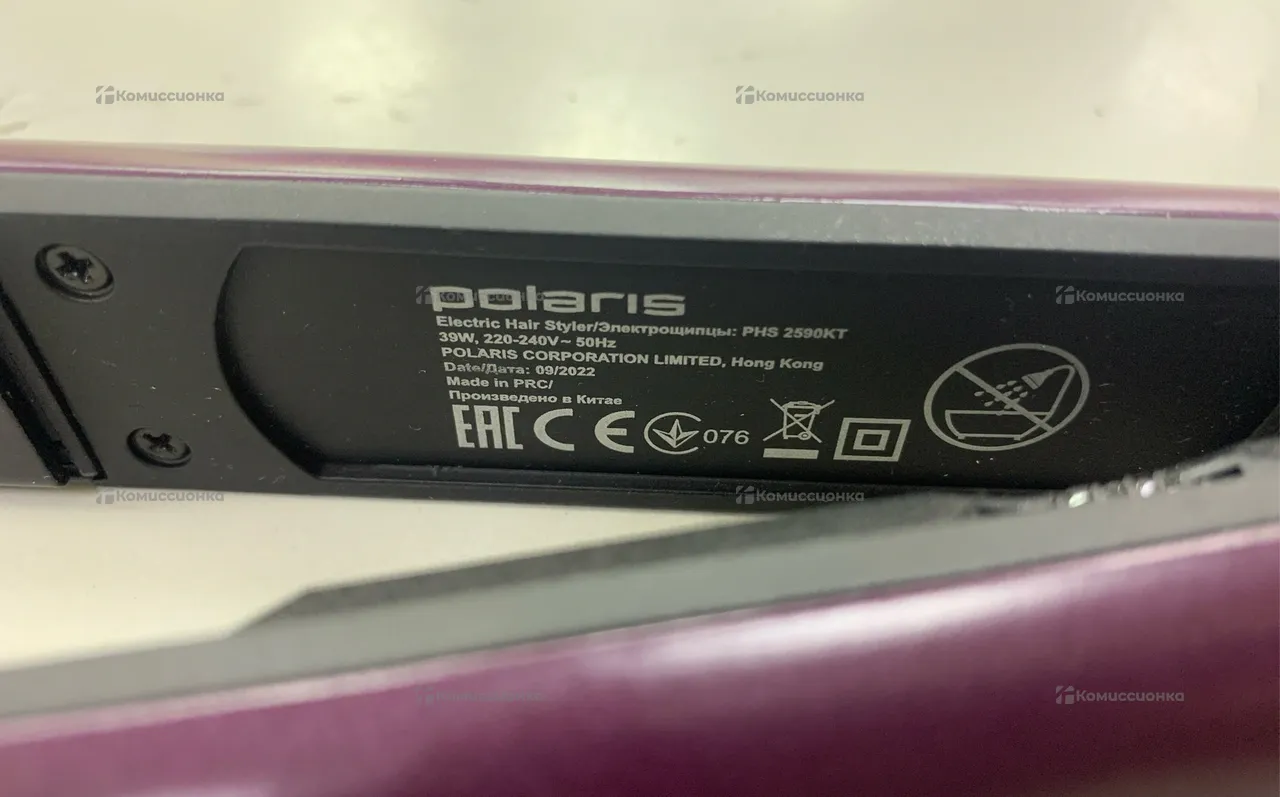 Комиссионка
Комиссионка
polaris
Комиссионка
Electric Hair Styler/Электрощипцы: PHS 2590KT
39W, 220-240V~ 50Hz
POLARIS CORPORATION LIMITED, Hong Kong
Date/Дата: 09/2022
Made in PRC/
Произведено в Китае
EAC CE 076
Комиссионка
Комиссионка
Комиссионка
Комиссионка